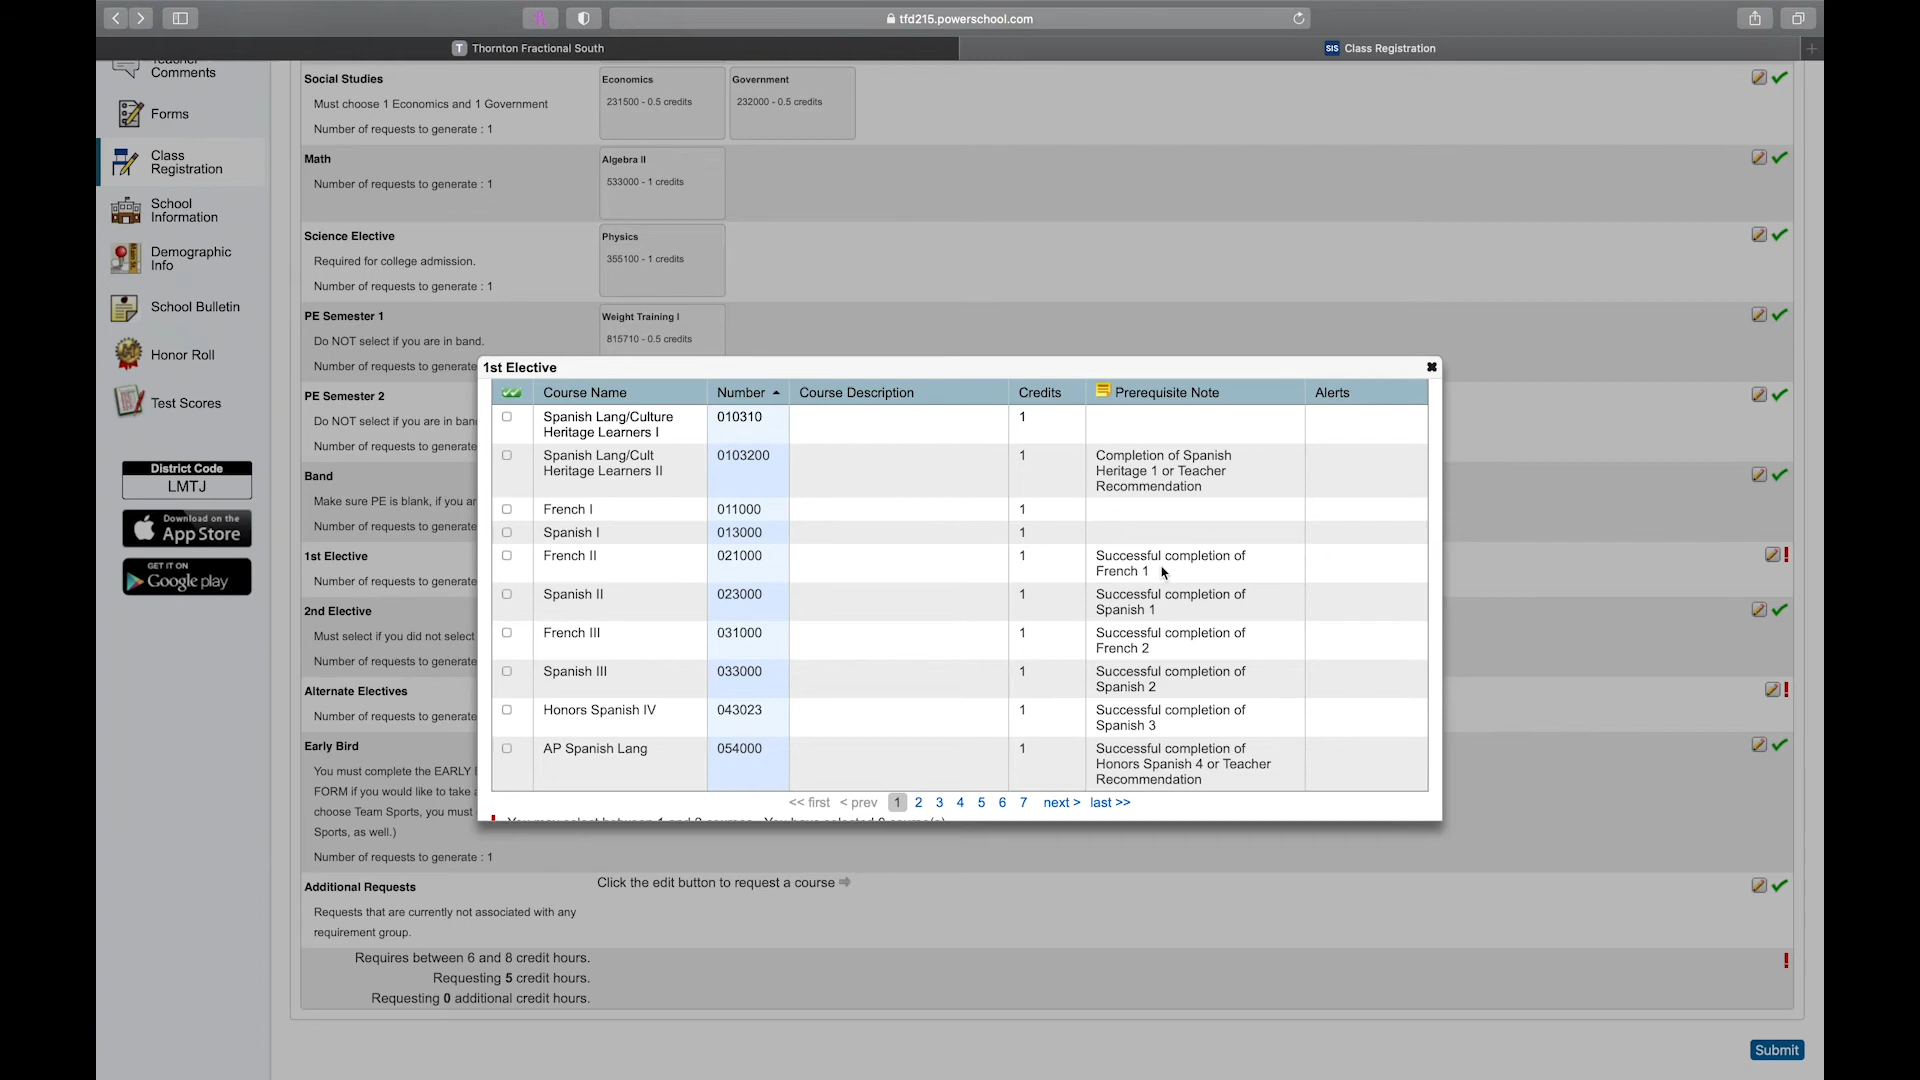 tfd215.powerschool.com
T Thornton Fractional South
SIS Class Registration
+
Teacher
Comments
Forms
Class
Registration
School
Information
Demographic
Info
School Bulletin
Honor Roll
Test Scores
District Code
LMTJ
Download on the
App Store
GET IT ON
Google play
Social Studies
Must choose 1 Economics and 1 Government
Number of requests to generate : 1
Economics
231500 - 0.5 credits
Government
232000 - 0.5 credits
Math
Number of requests to generate : 1
Algebra II
533000 - 1 credits
Science Elective
Required for college admission.
Number of requests to generate : 1
Physics
355100 - 1 credits
PE Semester 1
Do NOT select if you are in band.
Number of requests to generate
Weight Training I
815710 - 0.5 credits
PE Semester 2
Do NOT select if you are in ban
Number of requests to generate
Band
Make sure PE is blank, if you ar
Number of requests to generate
1st Elective
Number of requests to generate
2nd Elective
Must select if you did not select
Number of requests to generate
Alternate Electives
Number of requests to generate
Early Bird
You must complete the EARLY
FORM if you would like to take
choose Team Sports, you must
Sports, as well.)
Number of requests to generate : 1
Additional Requests
Requests that are currently not associated with any
requirement group.
Click the edit button to request a course
Requires between 6 and 8 credit hours.
Requesting 5 credit hours.
Requesting 0 additional credit hours.
Submit
1st Elective
Course Name Number Course Description Credits Prerequisite Note Alerts
Spanish Lang/Culture
Heritage Learners I
010310
1
Spanish Lang/Cult
Heritage Learners II
0103200
1
Completion of Spanish
Heritage 1 or Teacher
Recommendation
French I 011000 1
Spanish I 013000 1
French II 021000 1
Successful completion of
French 1
Spanish II 023000 1
Successful completion of
Spanish 1
French III 031000 1
Successful completion of
French 2
Spanish III 033000 1
Successful completion of
Spanish 2
Honors Spanish IV 043023 1
Successful completion of
Spanish 3
AP Spanish Lang 054000 1
Successful completion of
Honors Spanish 4 or Teacher
Recommendation
<< first < prev 1 2 3 4 5 6 7 next > last >>